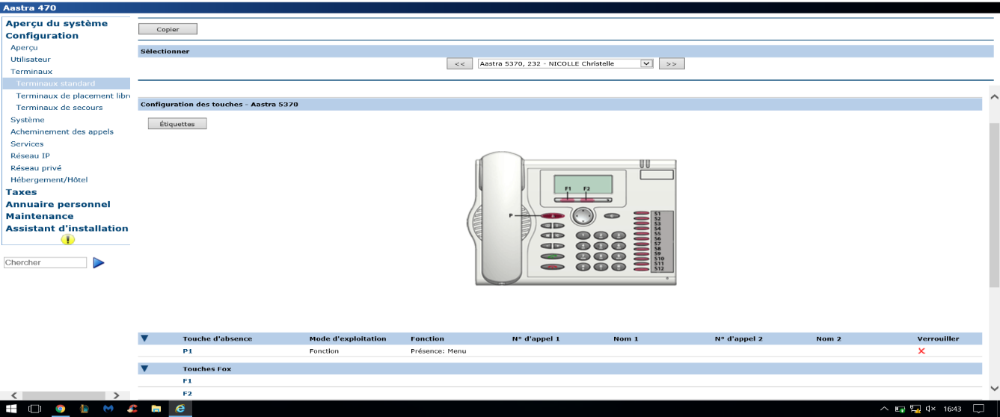 Aastra 470
Aperçu du système
Configuration
Aperçu
Utilisateur
Terminaux
Terminaux standard
Terminaux de placement libr
Terminaux de secours
Système
Acheminement des appels
Services
Réseau IP
Réseau privé
Hébergement/Hôtel
Taxes
Annuaire personnel
Maintenance
Assistant d'installation
Chercher
Copier
Sélectionner
<< Aastra 5370, 232 - NICOLLE Christelle >>
Configuration des touches - Aastra 5370
Étiquettes
F1 F2
P
S1
S2
S3
S4
S5
S6
S7
S8
S9
S10
S11
S12
Touche d'absence Mode d'exploitation Fonction N° d'appel 1 Nom 1 N° d'appel 2 Nom 2 Verrouiller
P1 Fonction Présence: Menu
Touches Fox
F1
F2
16:43